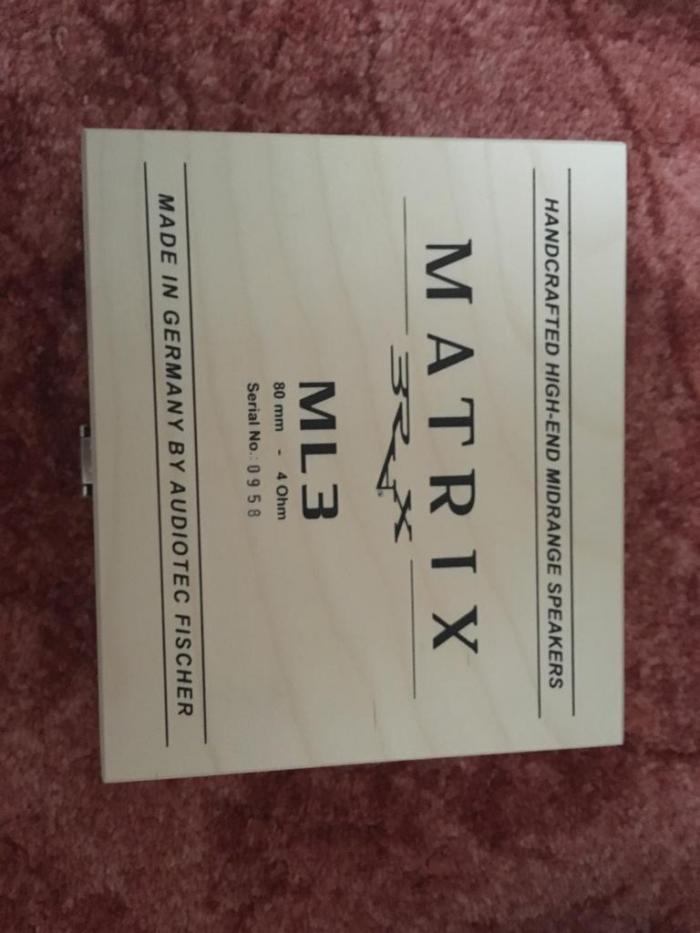 HANDCRAFTED HIGH-END MIDRANGE SPEAKERS
MATRIX
BRAX
ML3
80 mm - 4 Ohm
Serial No.: 0958
MADE IN GERMANY BY AUDIOTEC FISCHER